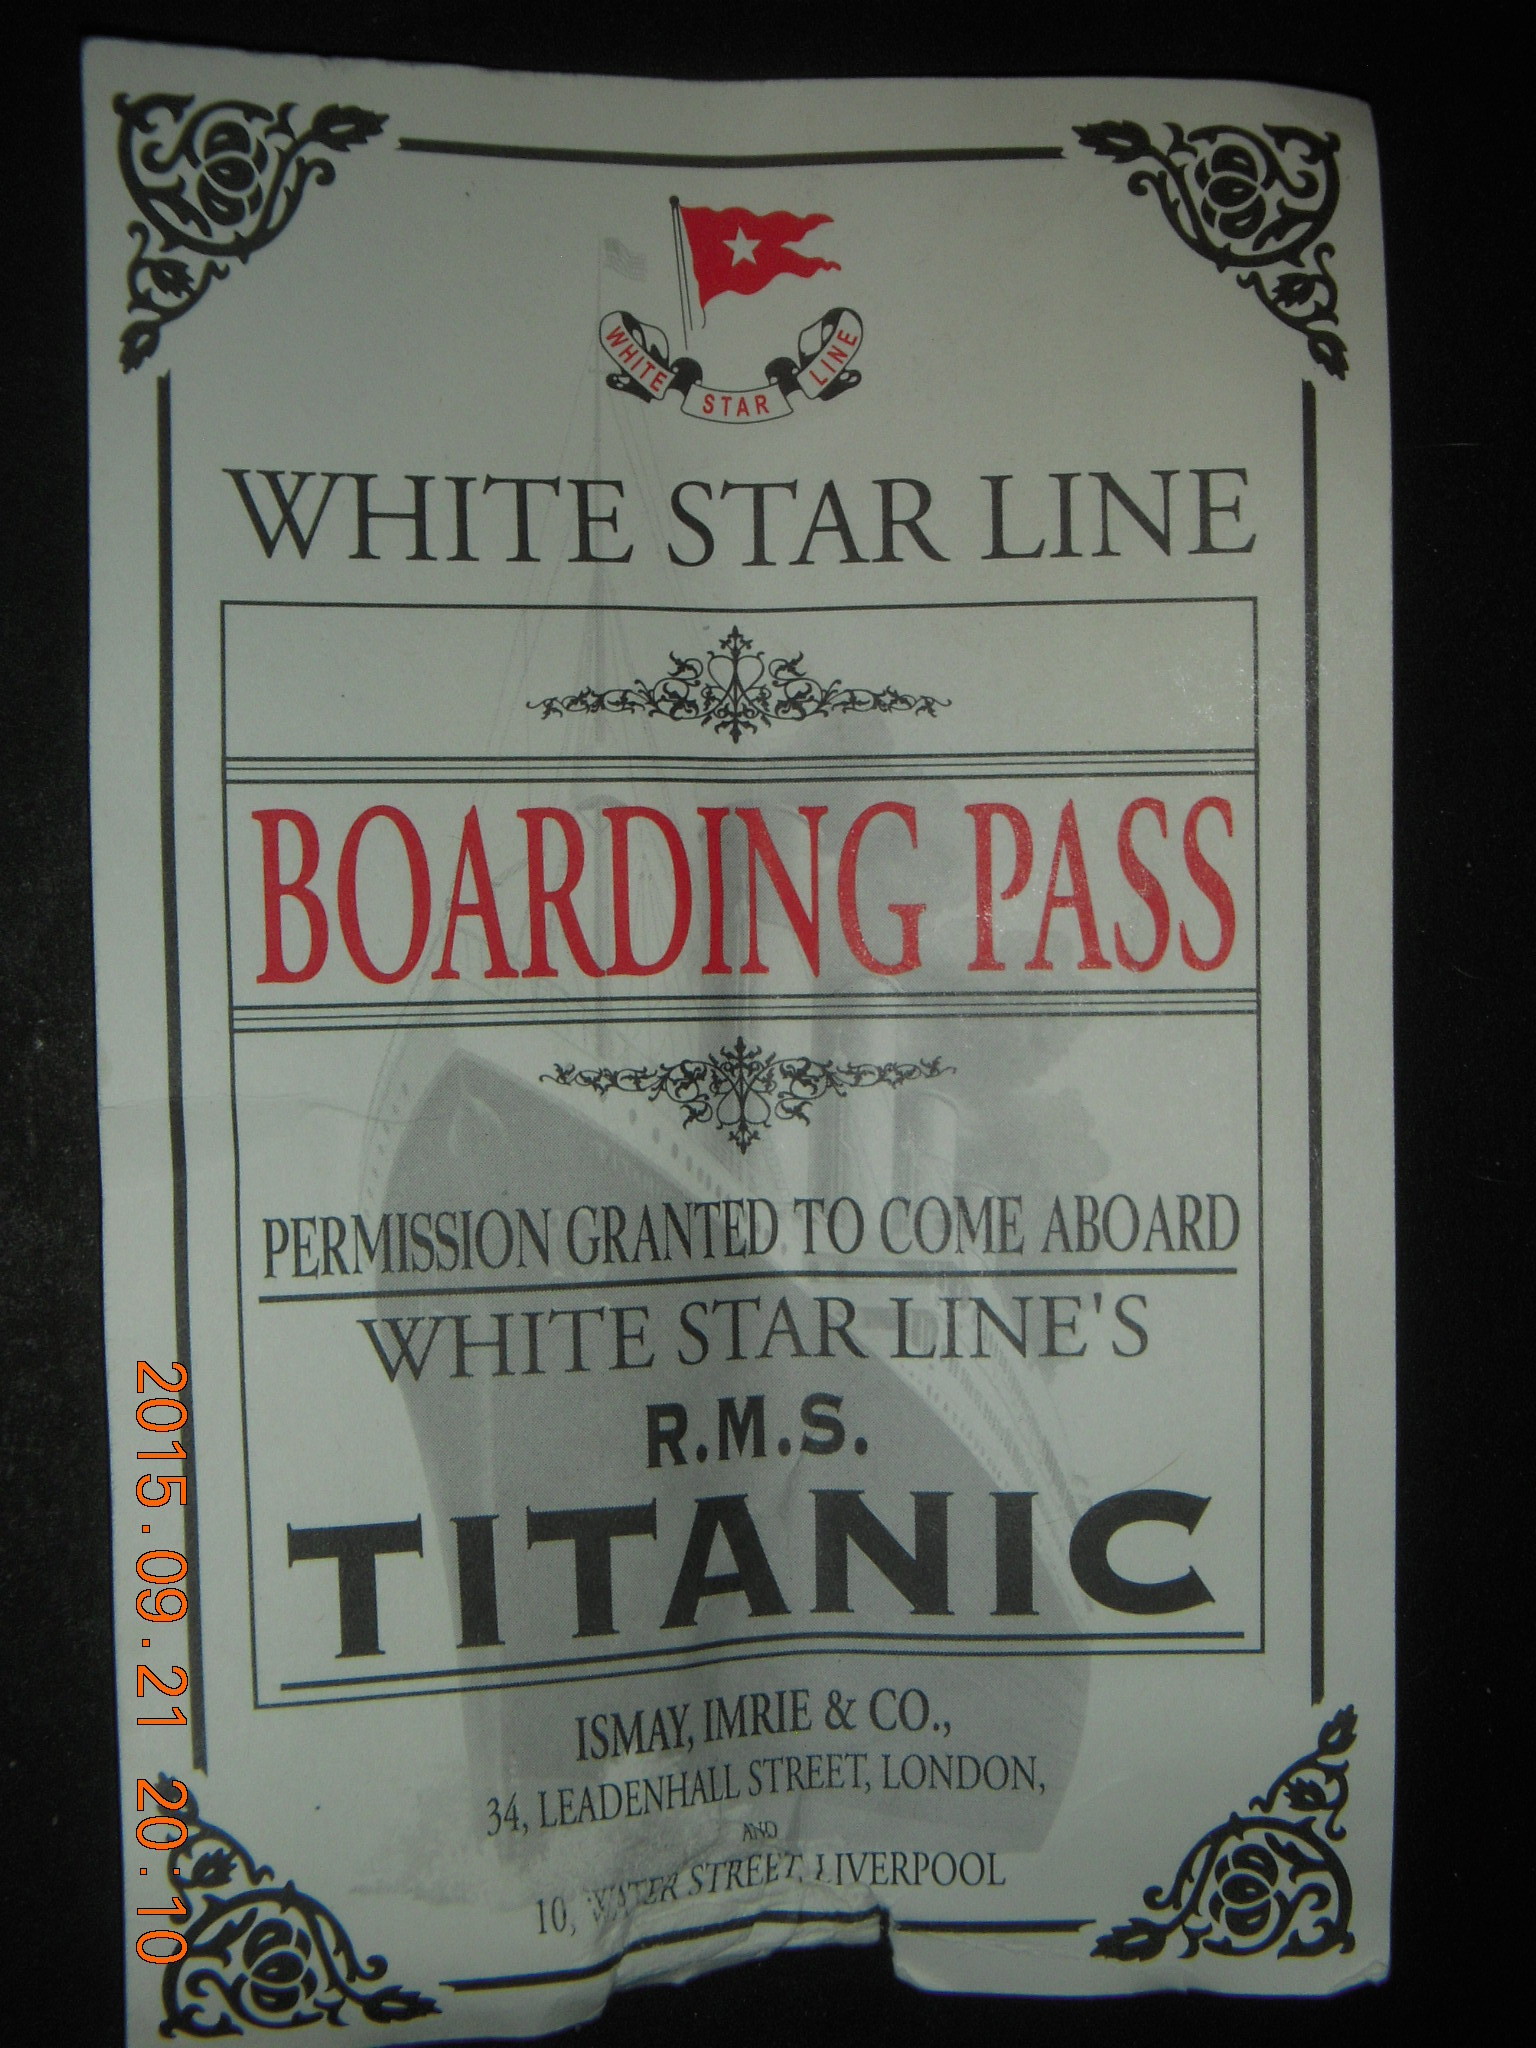 WHITE STAR LINE
WHITE STAR LINE
BOARDING PASS
PERMISSION GRANTED TO COME ABOARD
WHITE STAR LINE'S
R.M.S.
TITANIC
ISMAY, IMRIE & CO.,
34, LEADENHALL STREET, LONDON,
AND
10, WATER STREET, LIVERPOOL
2015.09.21 20:10